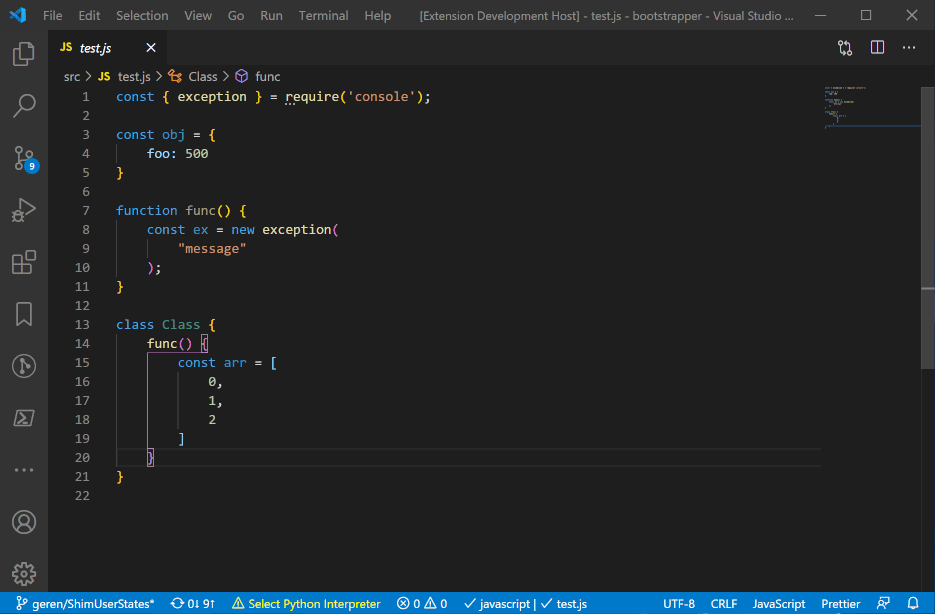 File Edit Selection View Go Run Terminal Help [Extension Development Host] - test.js - bootstrapper - Visual Studio ...
JS test.js
src > JS test.js > Class > func
1 const { exception } = require('console');
2
3 const obj = {
4 foo: 500
5 }
6
7 function func() {
8 const ex = new exception(
9 "message"
10 );
11 }
12
13 class Class {
14 func() {
15 const arr = [
16 0,
17 1,
18 2
19 ]
20 }
21 }
22
9
geren/ShimUserStates* 0↓ 9↑ Select Python Interpreter 0 0 ✓ javascript | ✓ test.js UTF-8 CRLF JavaScript Prettier